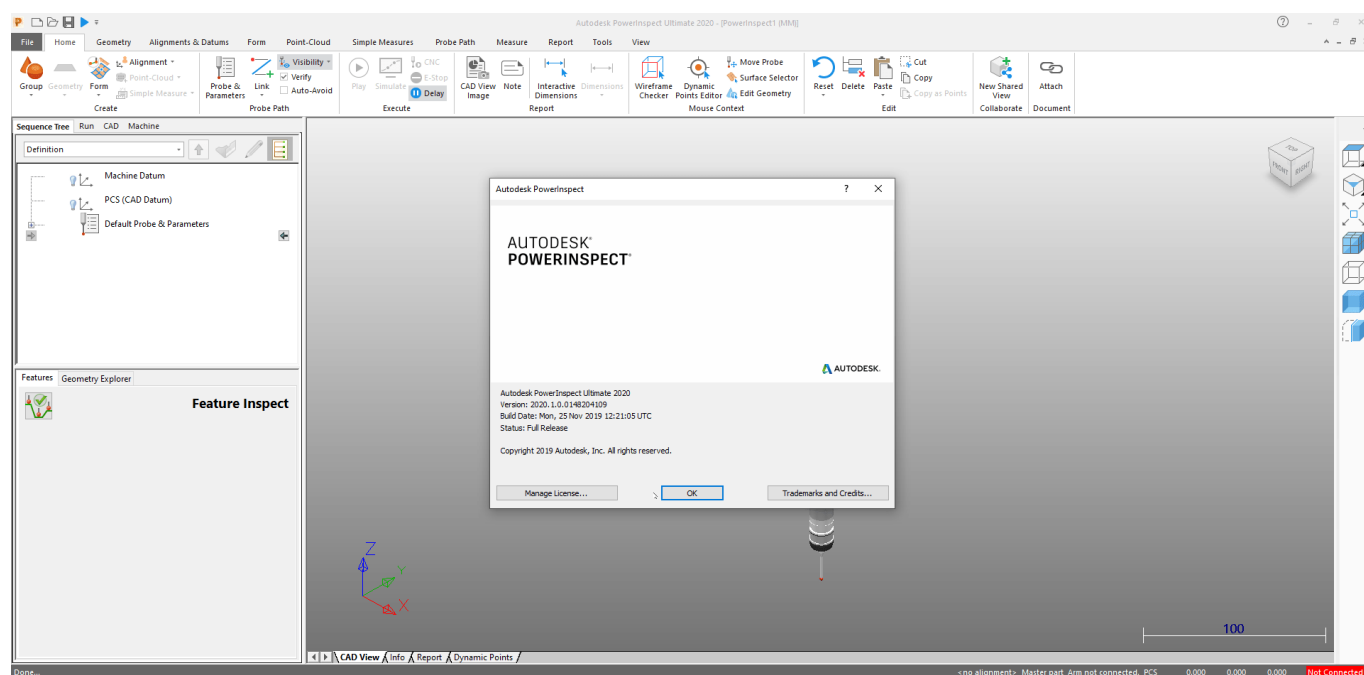 Autodesk PowerInspect Ultimate 2020 - [PowerInspect1 (MM)]
File Home Geometry Alignments & Datums Form Point-Cloud Simple Measures Probe Path Measure Report Tools View
Group Geometry Form Alignment Point-Cloud Simple Measure
Create
Probe & Parameters Link Visibility Verify Auto-Avoid
Probe Path
Play Simulate CNC E-Stop Delay
Execute
CAD View Image Note Interactive Dimensions Dimensions
Report
Wireframe Checker Dynamic Points Editor Move Probe Surface Selector Edit Geometry
Mouse Context
Reset Delete Paste Cut Copy Copy as Points
Edit
New Shared View
Collaborate
Attach
Document
Sequence Tree Run CAD Machine
Definition
Machine Datum
PCS (CAD Datum)
Default Probe & Parameters
Features Geometry Explorer
Feature Inspect
TOP
FRONT RIGHT
Autodesk PowerInspect ? X
AUTODESK®
POWERINSPECT®
AUTODESK.
Autodesk PowerInspect Ultimate 2020
Version: 2020.1.0.0148204109
Build Date: Mon, 25 Nov 2019 12:21:05 UTC
Status: Full Release
Copyright 2019 Autodesk, Inc. All rights reserved.
Manage License... OK Trademarks and Credits...
Z
Y
X
100
CAD View Info Report Dynamic Points
Done... <no alignment> Master part Arm not connected. PCS 0.000 0.000 0.000 Not Connected